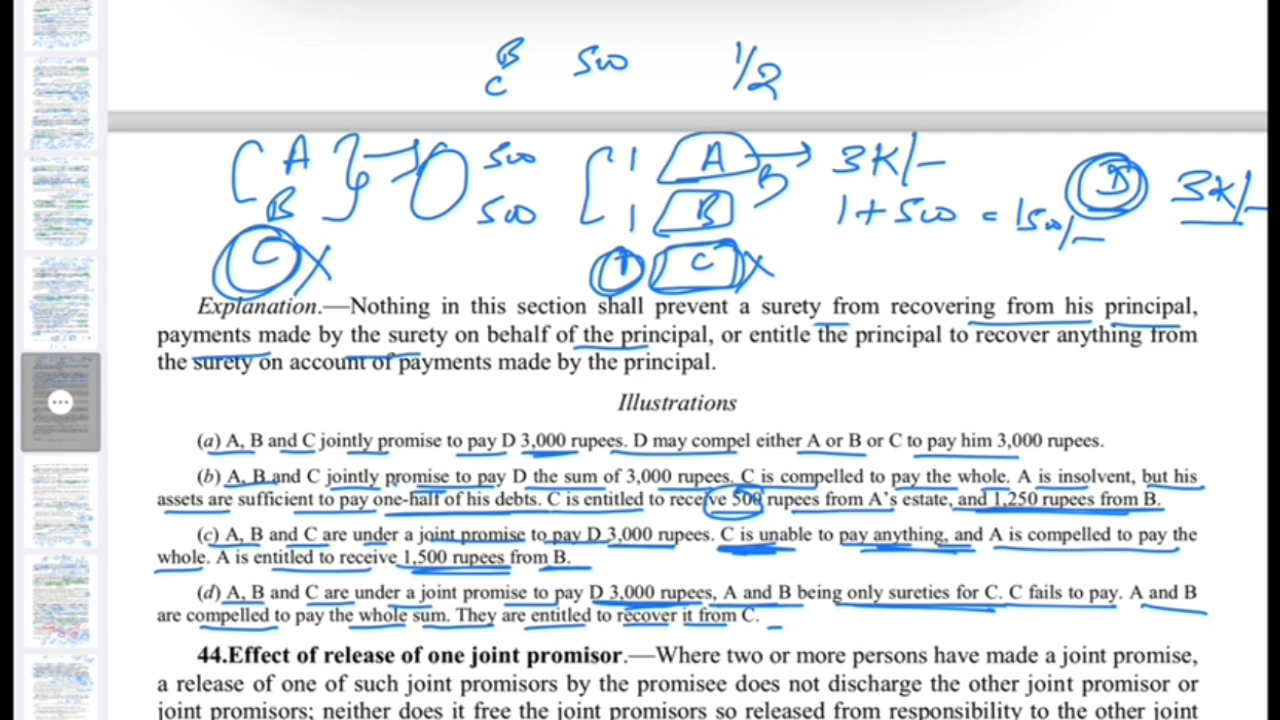 B 500 1/2
C
A 500 1 A → 3K/- D 3K/-
B 500 1 B 1+500 = 1500/-
C X 1 C X
Explanation.—Nothing in this section shall prevent a surety from recovering from his principal,
payments made by the surety on behalf of the principal, or entitle the principal to recover anything from
the surety on account of payments made by the principal.
Illustrations
(a) A, B and C jointly promise to pay D 3,000 rupees. D may compel either A or B or C to pay him 3,000 rupees.
(b) A, B and C jointly promise to pay D the sum of 3,000 rupees. C is compelled to pay the whole. A is insolvent, but his
assets are sufficient to pay one-half of his debts. C is entitled to receive 500 rupees from A's estate, and 1,250 rupees from B.
(c) A, B and C are under a joint promise to pay D 3,000 rupees. C is unable to pay anything, and A is compelled to pay the
whole. A is entitled to receive 1,500 rupees from B.
(d) A, B and C are under a joint promise to pay D 3,000 rupees, A and B being only sureties for C. C fails to pay. A and B
are compelled to pay the whole sum. They are entitled to recover it from C.
44.Effect of release of one joint promisor.—Where two or more persons have made a joint promise,
a release of one of such joint promisors by the promisee does not discharge the other joint promisor or
joint promisors; neither does it free the joint promisors so released from responsibility to the other joint